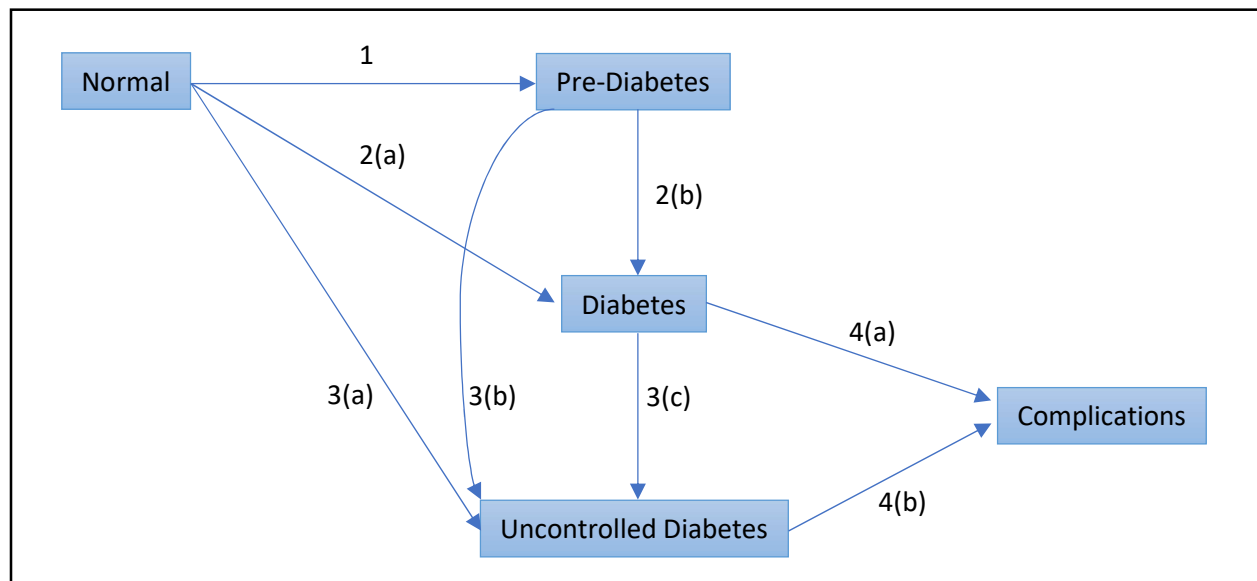 1
Normal
Pre-Diabetes
2(a)
2(b)
Diabetes
4(a)
3(a)
3(b)
3(c)
Complications
4(b)
Uncontrolled Diabetes